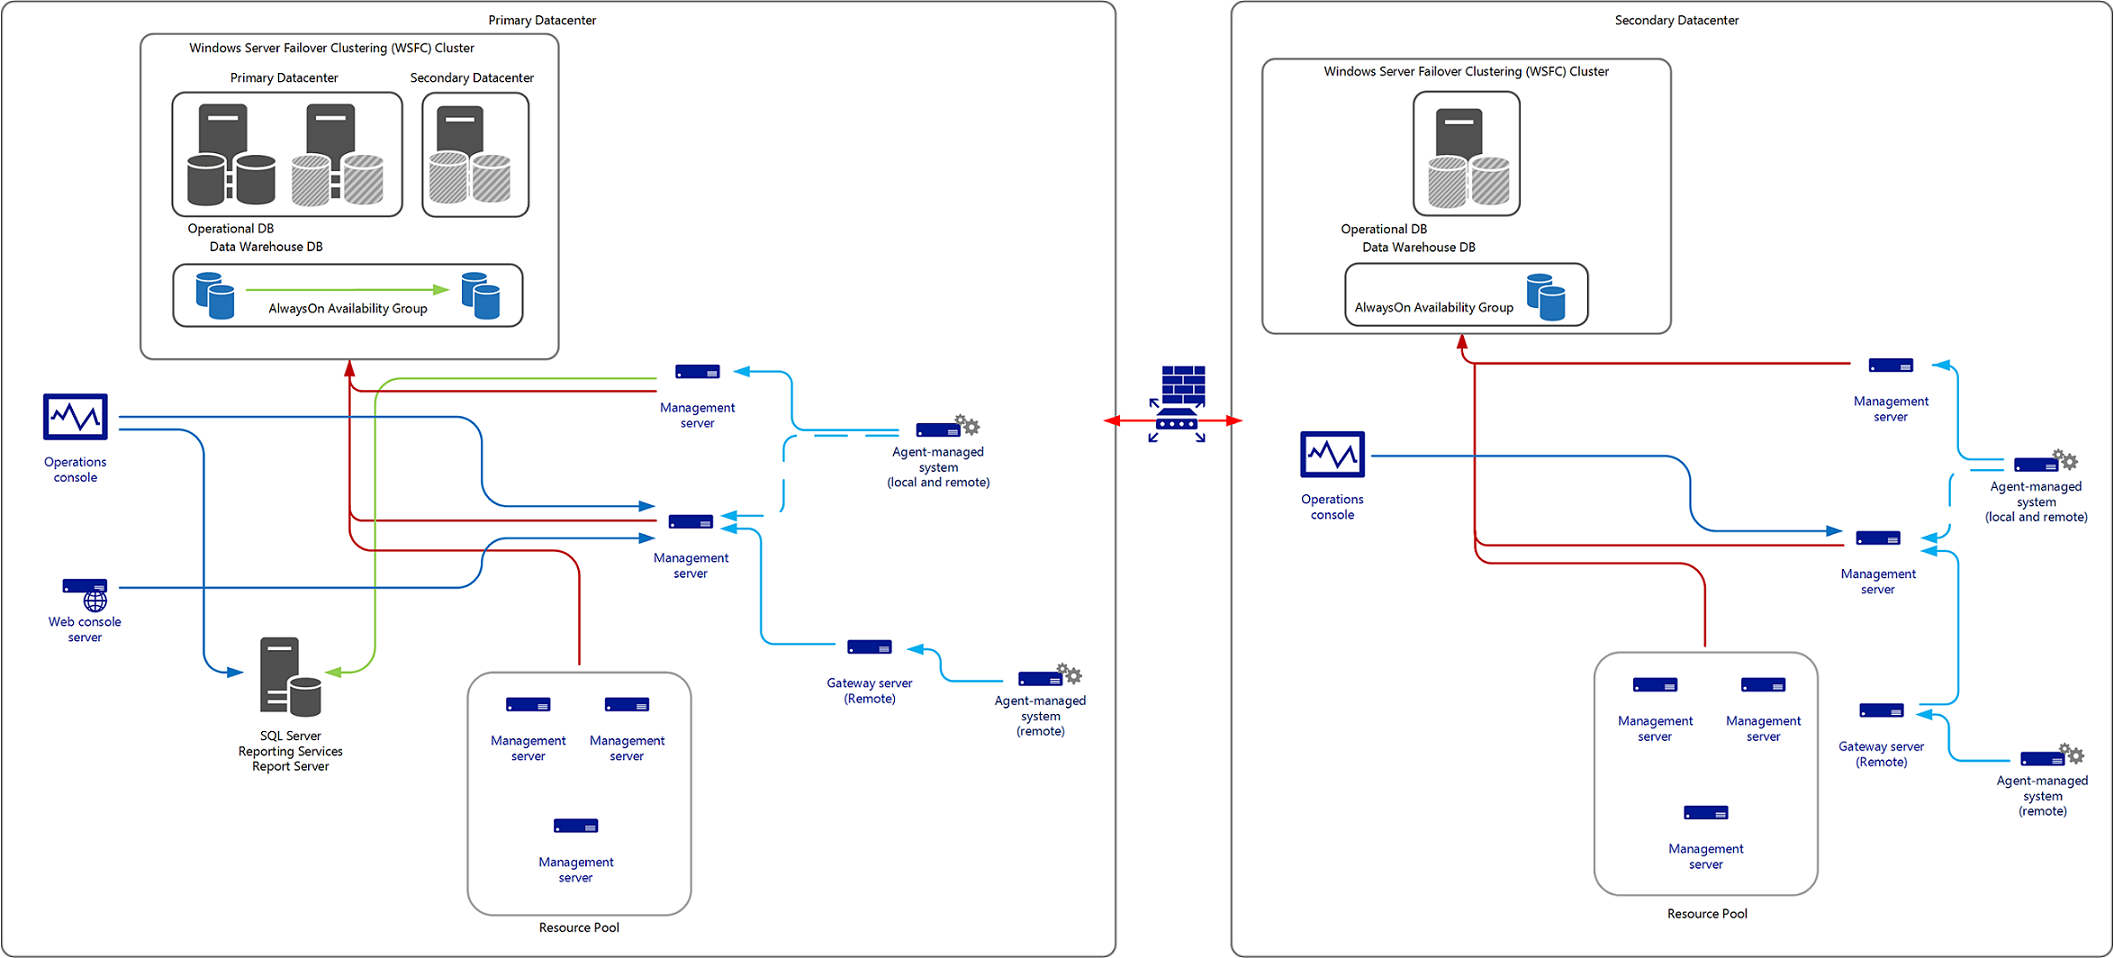 Primary Datacenter
Windows Server Failover Clustering (WSFC) Cluster
Primary Datacenter
Secondary Datacenter
Operational DB
Data Warehouse DB
AlwaysOn Availability Group
Management
server
Operations
console
Agent-managed
system
(local and remote)
Management
server
Web console
server
Gateway server
(Remote)
Agent-managed
system
(remote)
SQL Server
Reporting Services
Report Server
Management
server
Management
server
Management
server
Resource Pool
Secondary Datacenter
Windows Server Failover Clustering (WSFC) Cluster
Operational DB
Data Warehouse DB
AlwaysOn Availability Group
Management
server
Operations
console
Agent-managed
system
(local and remote)
Management
server
Management
server
Management
server
Gateway server
(Remote)
Agent-managed
system
(remote)
Management
server
Resource Pool